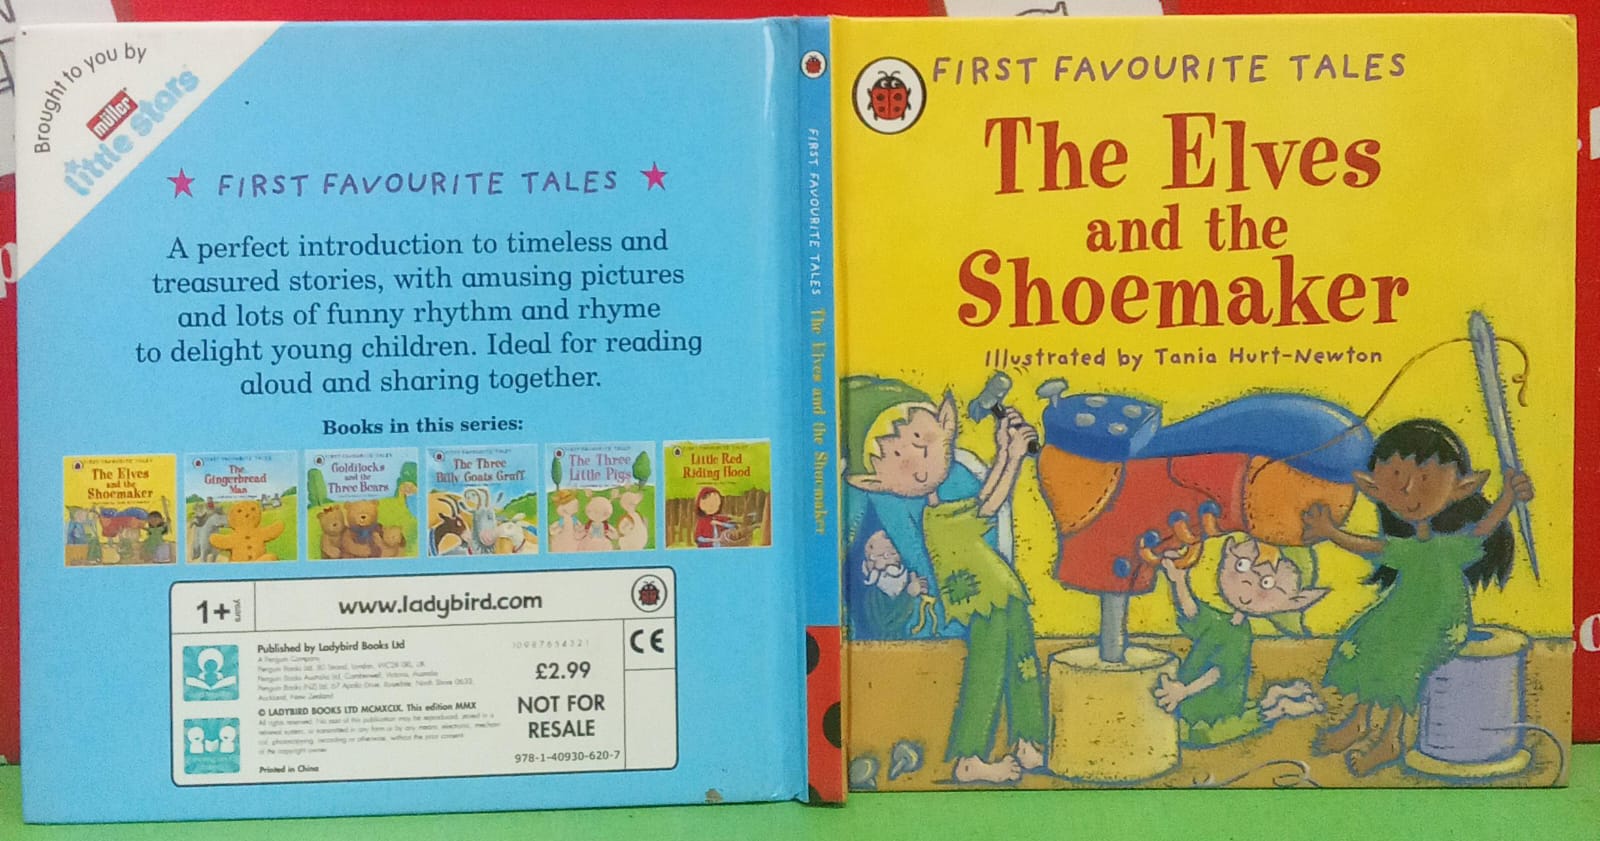 Brought to you by
müller
little stars
FIRST FAVOURITE TALES
A perfect introduction to timeless and
treasured stories, with amusing pictures
and lots of funny rhythm and rhyme
to delight young children. Ideal for reading
aloud and sharing together.
Books in this series:
The Elves
and the
Shoemaker
The
Gingerbread
Man
Goldilocks
and the
Three Bears
The Three
Billy Goats Gruff
The Three
Little Pigs
Little Red
Riding Hood
1+ years
www.ladybird.com
Published by Ladybird Books Ltd
A Penguin Company
© LADYBIRD BOOKS LTD MCMXCIX. This edition MMX
Printed in China
10987654321
£2.99
NOT FOR
RESALE
978-1-40930-620-7
CE
FIRST FAVOURITE TALES The Elves and the Shoemaker
FIRST FAVOURITE TALES
The Elves
and the
Shoemaker
Illustrated by Tania Hurt-Newton